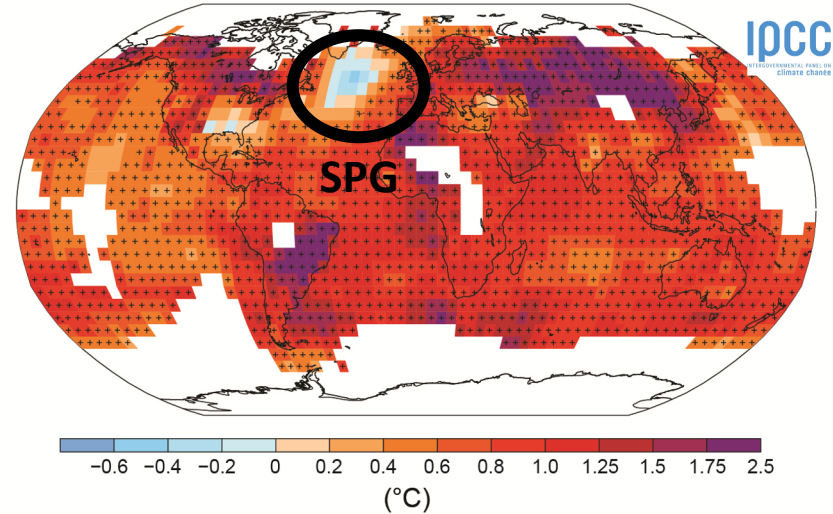 ipcc
INTERGOVERNMENTAL PANEL ON
climate change
SPG
−0.6 −0.4 −0.2 0 0.2 0.4 0.6 0.8 1.0 1.25 1.5 1.75 2.5
(°C)